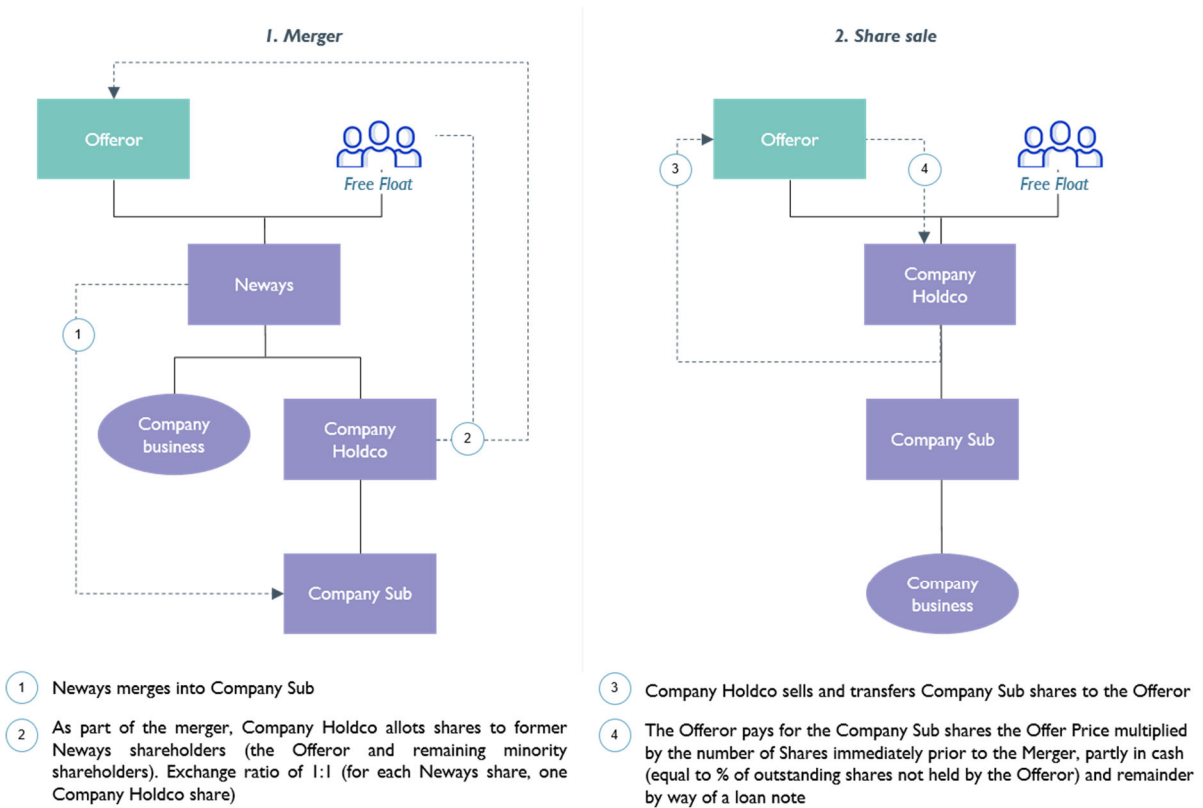 1. Merger
Offeror
Free Float
Neways
1
Company
business
Company
Holdco
2
Company Sub
1 Neways merges into Company Sub
2 As part of the merger, Company Holdco allots shares to former
Neways shareholders (the Offeror and remaining minority
shareholders). Exchange ratio of 1:1 (for each Neways share, one
Company Holdco share)
2. Share sale
Offeror
3
4
Free Float
Company
Holdco
Company Sub
Company
business
3 Company Holdco sells and transfers Company Sub shares to the Offeror
4 The Offeror pays for the Company Sub shares the Offer Price multiplied
by the number of Shares immediately prior to the Merger, partly in cash
(equal to % of outstanding shares not held by the Offeror) and remainder
by way of a loan note